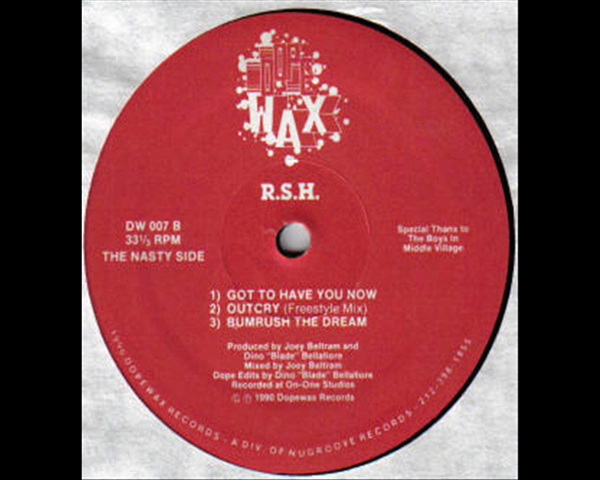 WAX
R.S.H.
DW 007 B
33⅓ RPM
THE NASTY SIDE
Special Thans to
The Boys In
Middle Village
1) GOT TO HAVE YOU NOW
2) OUTCRY (Freestyle Mix)
3) BUMRUSH THE DREAM
Produced by Joey Beltram and
Dino "Blade" Bellafiore
Mixed by Joey Beltram
Dope Edits by Dino "Blade" Bellafiore
Recorded at On-One Studios
© ℗ 1990 Dopewax Records
1990 DOPEWAX RECORDS - A DIV. OF NUGROOVE RECORDS - 212-398-1855